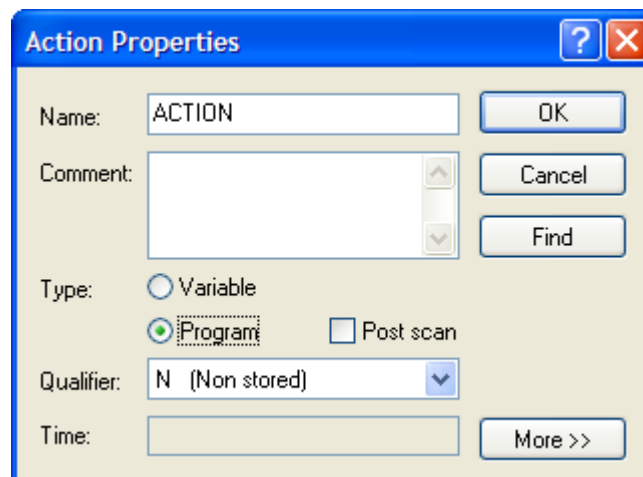 Action Properties
Name: ACTION OK
Comment: Cancel
Find
Type: Variable
Program Post scan
Qualifier: N (Non stored)
Time: More >>